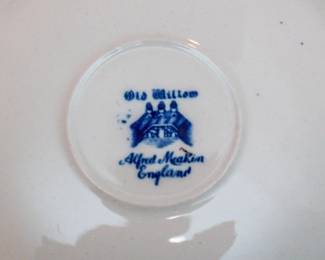 Old Willow
Alfred Meakin
England